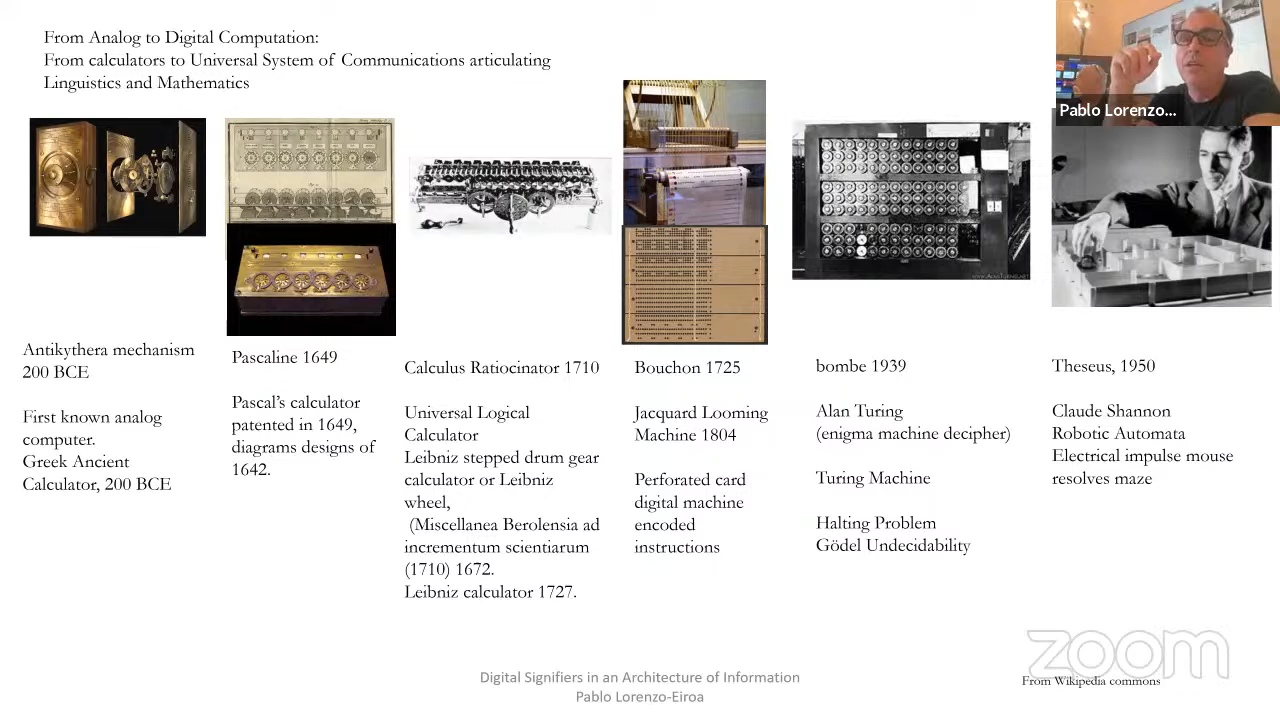 From Analog to Digital Computation:
From calculators to Universal System of Communications articulating
Linguistics and Mathematics
Pablo Lorenzo...
WWW.ALANTURING.NET
Antikythera mechanism
200 BCE
First known analog
computer.
Greek Ancient
Calculator, 200 BCE
Pascaline 1649
Pascal's calculator
patented in 1649,
diagrams designs of
1642.
Calculus Ratiocinator 1710
Universal Logical
Calculator
Leibniz stepped drum gear
calculator or Leibniz
wheel,
(Miscellanea Berolensia ad
incrementum scientiarum
(1710) 1672.
Leibniz calculator 1727.
Bouchon 1725
Jacquard Looming
Machine 1804
Perforated card
digital machine
encoded
instructions
bombe 1939
Alan Turing
(enigma machine decipher)
Turing Machine
Halting Problem
Gödel Undecidability
Theseus, 1950
Claude Shannon
Robotic Automata
Electrical impulse mouse
resolves maze
zoom
From Wikipedia commons
Digital Signifiers in an Architecture of Information
Pablo Lorenzo-Eiroa